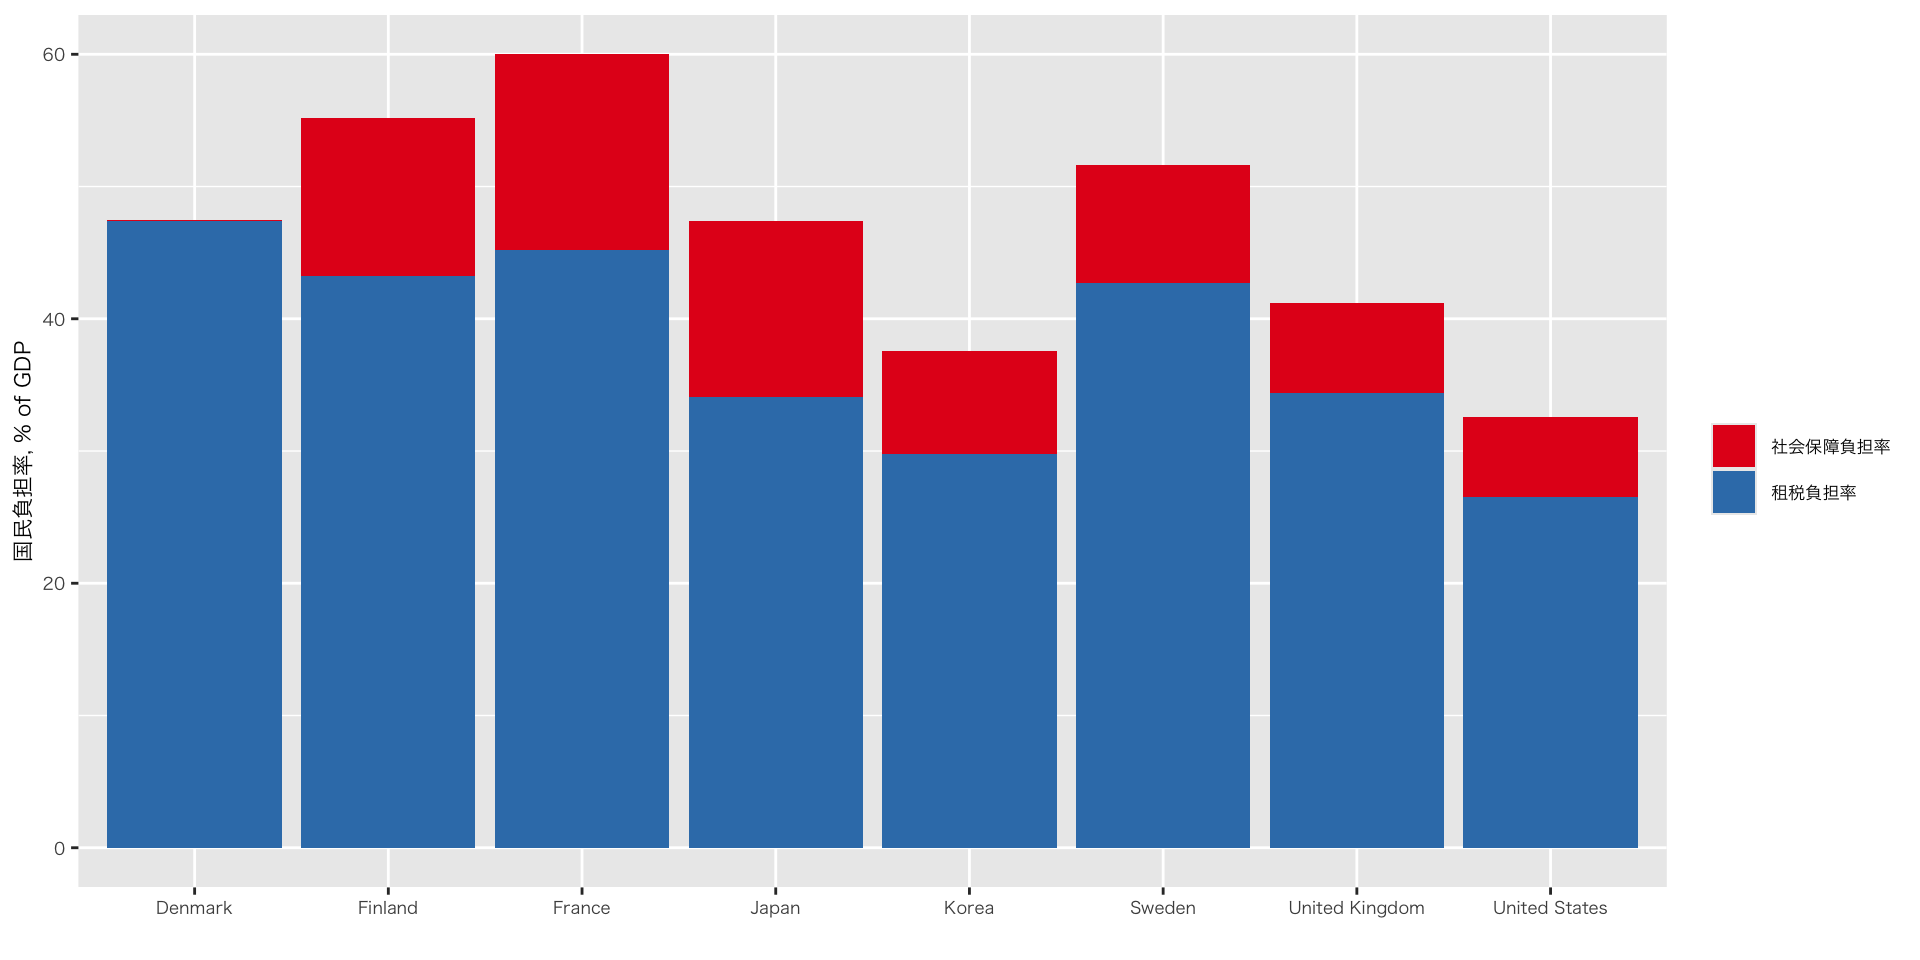 国民負担率, % of GDP
60
40
20
0
Denmark
Finland
France
Japan
Korea
Sweden
United Kingdom
United States
社会保障負担率
租税負担率